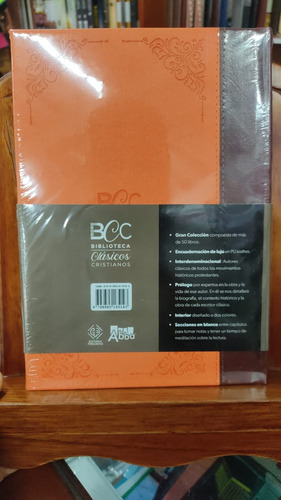 BCC
BCC
BIBLIOTECA
Clásicos
CRISTIANOS
• Gran Colección compuesta de más
de 50 libros.
• Encuadernación de lujo en PU suaves.
• Interdenominacional. Autores
clásicos de todos los movimientos
históricos protestantes.
• Prólogo por expertos en la obra y la
vida de ese autor. En él se nos detallará
la biografía, el contexto histórico y la
obra de cada escritor clásico.
• Interior diseñado a dos colores.
• Secciones en blanco entre capítulos
para tomar notas y tener un tiempo de
meditación sobre la lectura.
Abba